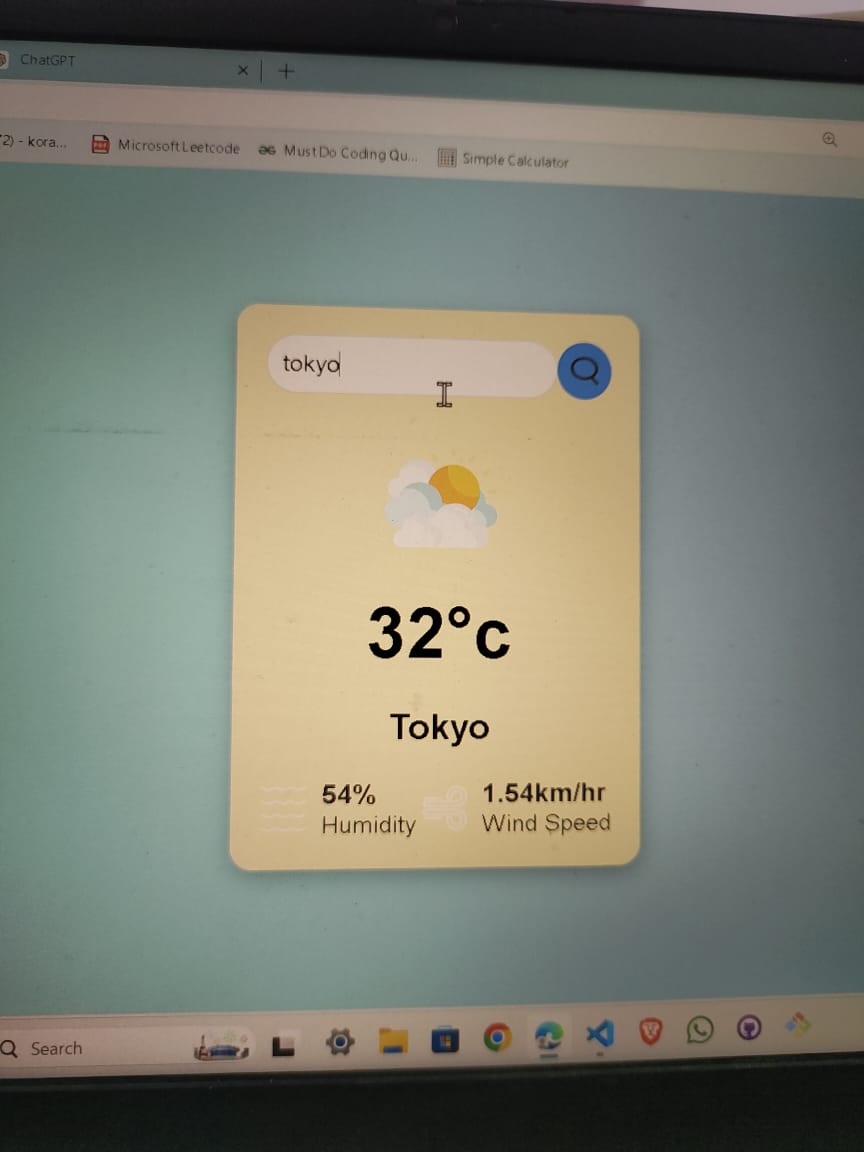 ChatGPT
2) - kora...
Microsoft Leetcode
Must Do Coding Qu...
Simple Calculator
tokyo
32°c
Tokyo
54%
Humidity
1.54km/hr
Wind Speed
Search